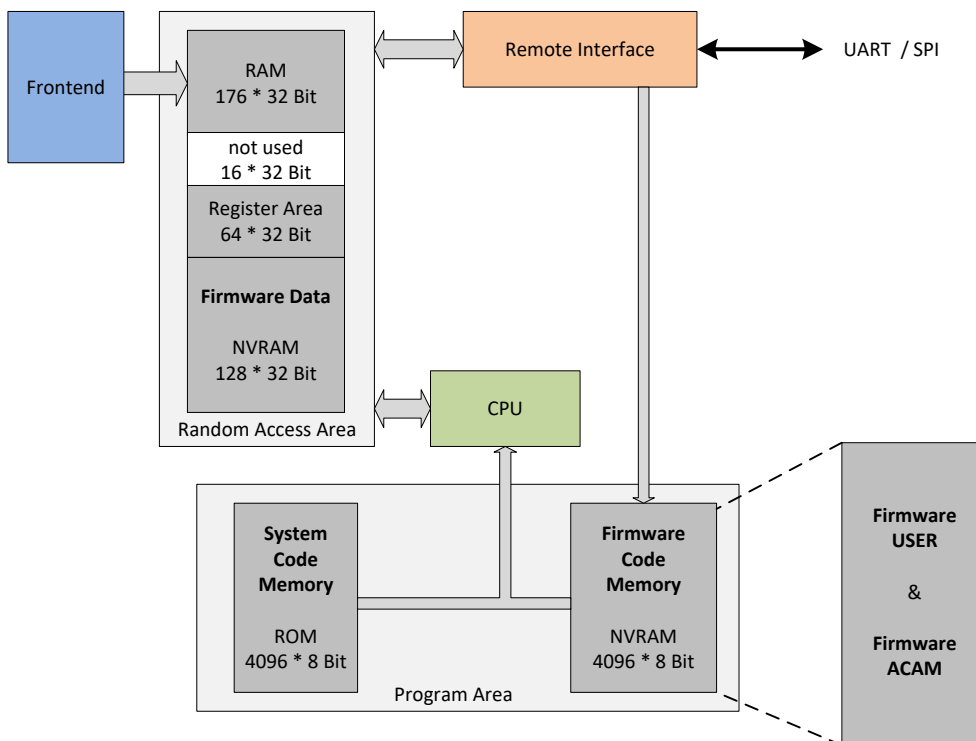 Frontend
RAM
176 * 32 Bit
not used
16 * 32 Bit
Register Area
64 * 32 Bit
Firmware Data
NVRAM
128 * 32 Bit
Random Access Area
Remote Interface
UART / SPI
CPU
System
Code
Memory
ROM
4096 * 8 Bit
Firmware
Code
Memory
NVRAM
4096 * 8 Bit
Program Area
Firmware
USER
&
Firmware
ACAM